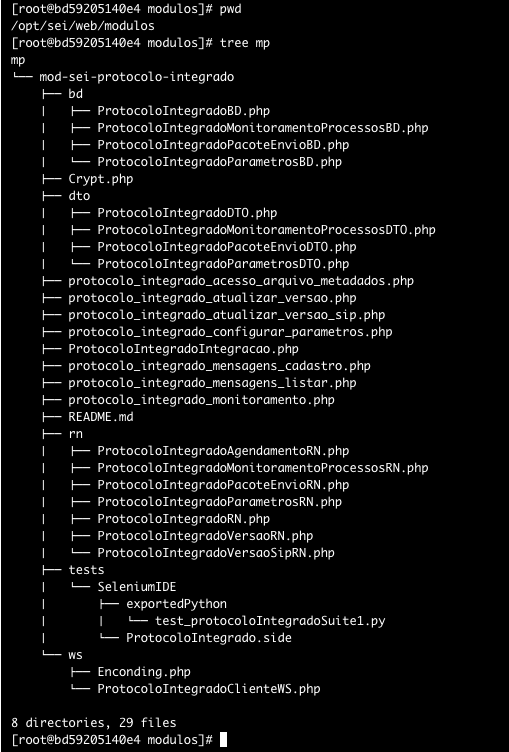 [root@bd59205140e4 modulos]# pwd
/opt/sei/web/modulos
[root@bd59205140e4 modulos]# tree mp
mp
└── mod-sei-protocolo-integrado
    ├── bd
    |   ├── ProtocoloIntegradoBD.php
    |   ├── ProtocoloIntegradoMonitoramentoProcessosBD.php
    |   ├── ProtocoloIntegradoPacoteEnvioBD.php
    |   └── ProtocoloIntegradoParametrosBD.php
    ├── Crypt.php
    ├── dto
    |   ├── ProtocoloIntegradoDTO.php
    |   ├── ProtocoloIntegradoMonitoramentoProcessosDTO.php
    |   ├── ProtocoloIntegradoPacoteEnvioDTO.php
    |   └── ProtocoloIntegradoParametrosDTO.php
    ├── protocolo_integrado_acesso_arquivo_metadados.php
    ├── protocolo_integrado_atualizar_versao.php
    ├── protocolo_integrado_atualizar_versao_sip.php
    ├── protocolo_integrado_configurar_parametros.php
    ├── ProtocoloIntegradoIntegracao.php
    ├── protocolo_integrado_mensagens_cadastro.php
    ├── protocolo_integrado_mensagens_listar.php
    ├── protocolo_integrado_monitoramento.php
    ├── README.md
    ├── rn
    |   ├── ProtocoloIntegradoAgendamentoRN.php
    |   ├── ProtocoloIntegradoMonitoramentoProcessosRN.php
    |   ├── ProtocoloIntegradoPacoteEnvioRN.php
    |   ├── ProtocoloIntegradoParametrosRN.php
    |   ├── ProtocoloIntegradoRN.php
    |   ├── ProtocoloIntegradoVersaoRN.php
    |   └── ProtocoloIntegradoVersaoSipRN.php
    ├── tests
    |   └── SeleniumIDE
    |       ├── exportedPython
    |       |   └── test_protocoloIntegradoSuite1.py
    |       └── ProtocoloIntegrado.side
    └── ws
        ├── Enconding.php
        └── ProtocoloIntegradoClienteWS.php
8 directories, 29 files
[root@bd59205140e4 modulos]#